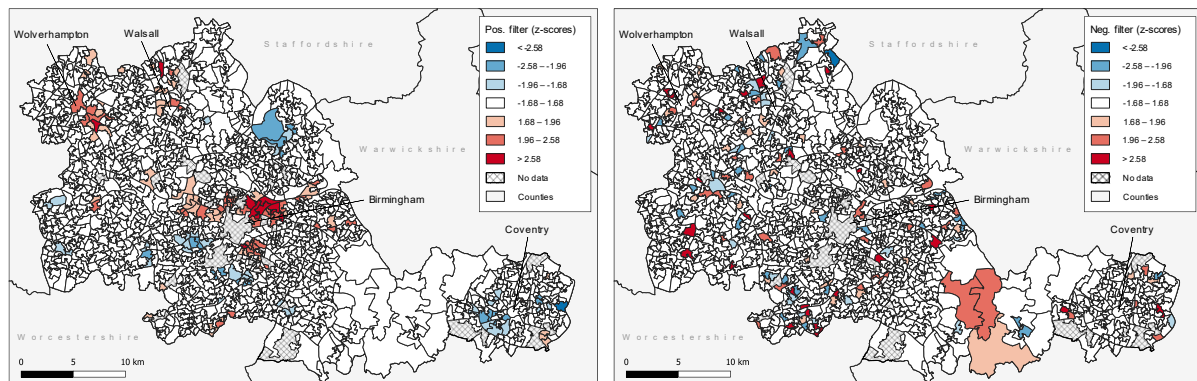 Wolverhampton
Walsall
Staffordshire
Warwickshire
Birmingham
Coventry
Worcestershire
0 5 10 km
Pos. filter (z-scores)
< -2.58
-2.58 – -1.96
-1.96 – -1.68
-1.68 – 1.68
1.68 – 1.96
1.96 – 2.58
> 2.58
No data
Counties
Wolverhampton
Walsall
Staffordshire
Warwickshire
Birmingham
Coventry
Worcestershire
0 5 10 km
Neg. filter (z-scores)
< -2.58
-2.58 – -1.96
-1.96 – -1.68
-1.68 – 1.68
1.68 – 1.96
1.96 – 2.58
> 2.58
No data
Counties